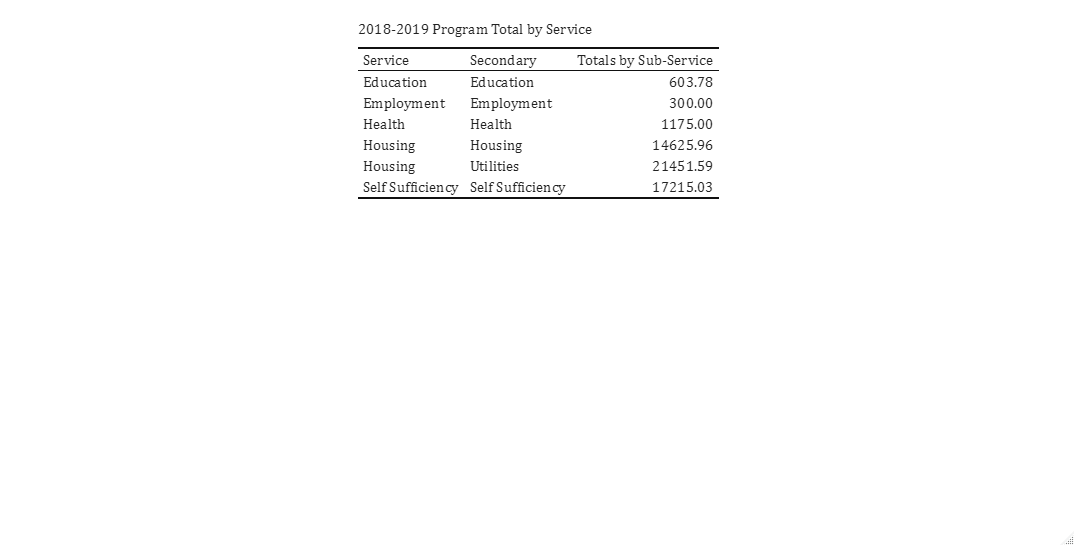 2018-2019 Program Total by Service
Service Secondary Totals by Sub-Service
Education Education 603.78
Employment Employment 300.00
Health Health 1175.00
Housing Housing 14625.96
Housing Utilities 21451.59
Self Sufficiency Self Sufficiency 17215.03